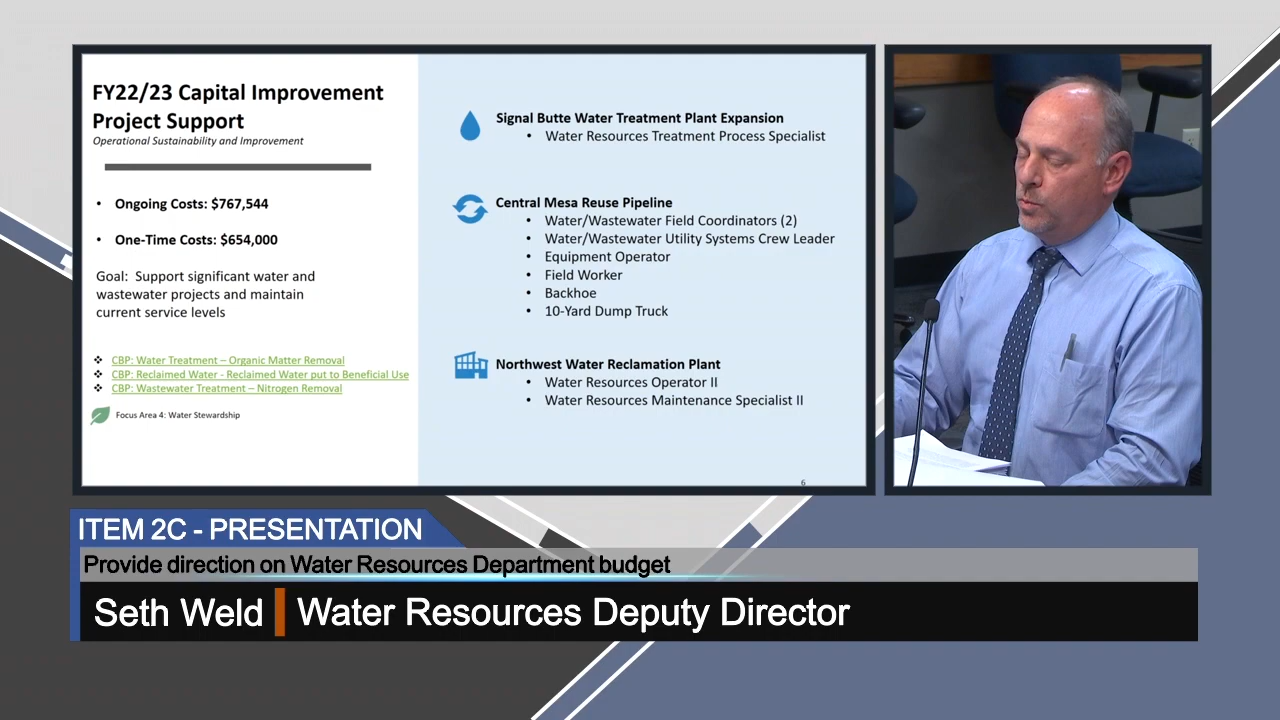 FY22/23 Capital Improvement
Project Support
Operational Sustainability and Improvement
• Ongoing Costs: $767,544
• One-Time Costs: $654,000
Goal: Support significant water and
wastewater projects and maintain
current service levels
❖ CBP: Water Treatment – Organic Matter Removal
❖ CBP: Reclaimed Water - Reclaimed Water put to Beneficial Use
❖ CBP: Wastewater Treatment – Nitrogen Removal
Focus Area 4: Water Stewardship
Signal Butte Water Treatment Plant Expansion
• Water Resources Treatment Process Specialist
Central Mesa Reuse Pipeline
• Water/Wastewater Field Coordinators (2)
• Water/Wastewater Utility Systems Crew Leader
• Equipment Operator
• Field Worker
• Backhoe
• 10-Yard Dump Truck
Northwest Water Reclamation Plant
• Water Resources Operator II
• Water Resources Maintenance Specialist II
6
ITEM 2C - PRESENTATION
Provide direction on Water Resources Department budget
Seth Weld Water Resources Deputy Director